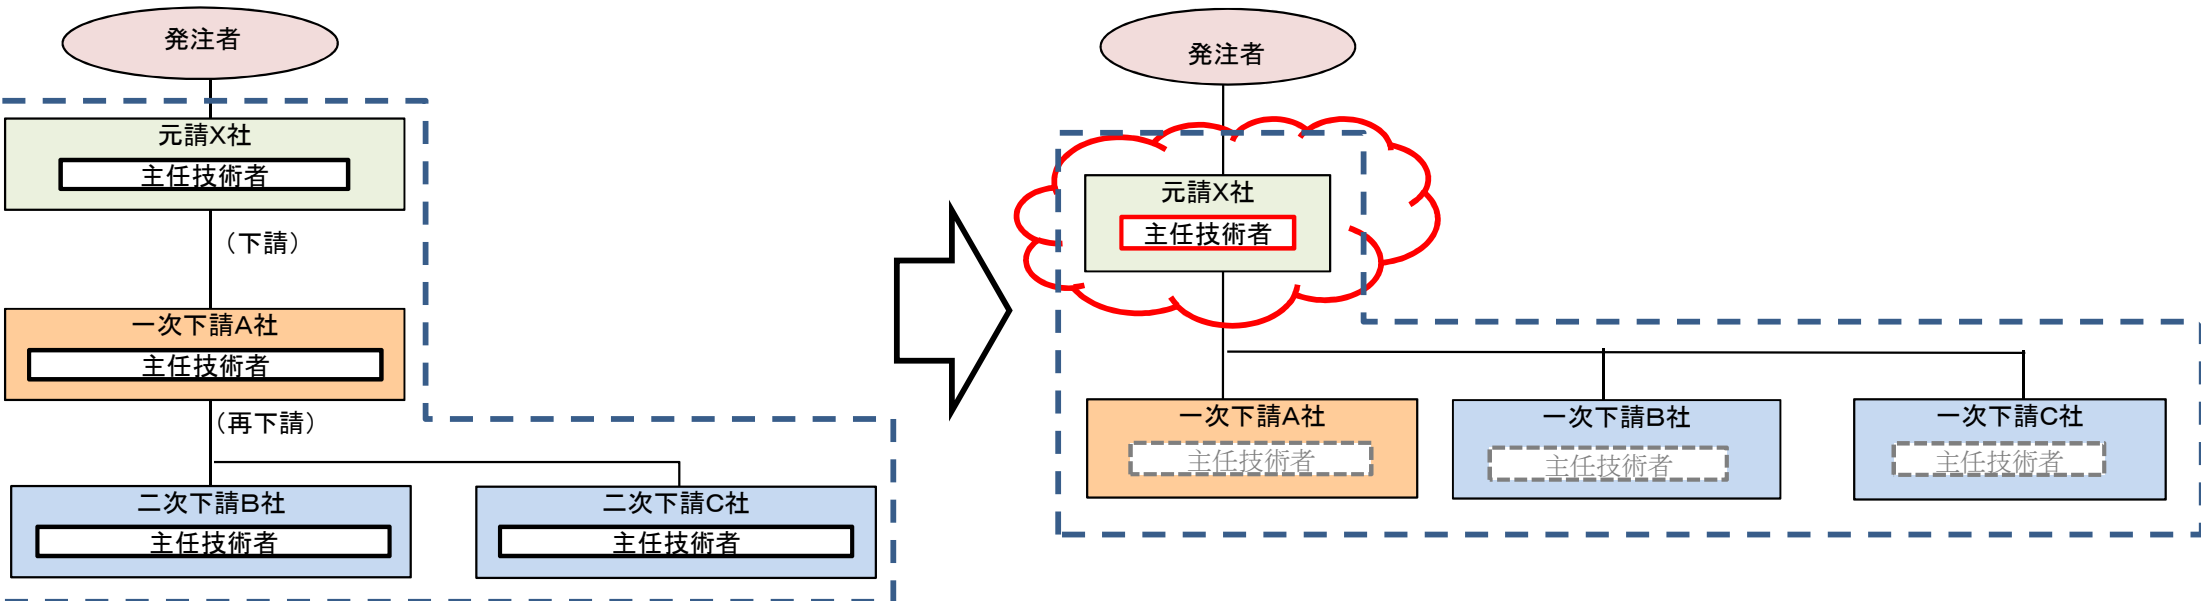 発注者
元請X社
主任技術者
（下請）
一次下請A社
主任技術者
（再下請）
二次下請B社
主任技術者
二次下請C社
主任技術者
発注者
元請X社
主任技術者
一次下請A社
主任技術者
一次下請B社
主任技術者
一次下請C社
主任技術者